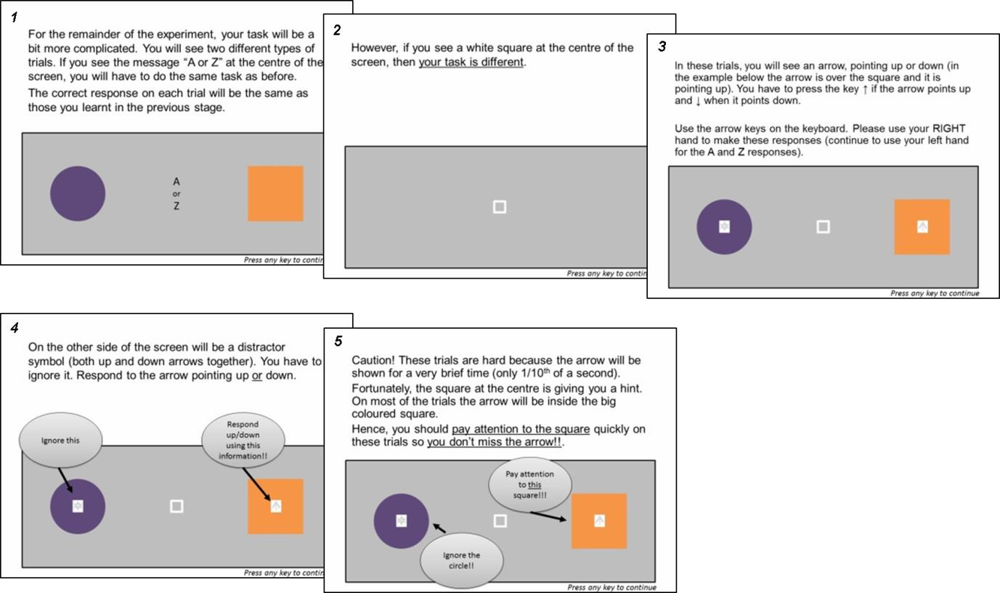 1
For the remainder of the experiment, your task will be a
bit more complicated. You will see two different types of
trials. If you see the message “A or Z” at the centre of the
screen, you will have to do the same task as before.
The correct response on each trial will be the same as
those you learnt in the previous stage.
A
or
Z
Press any key to contin
2
However, if you see a white square at the centre of the
screen, then your task is different.
Press any key to contin
3
In these trials, you will see an arrow, pointing up or down (in
the example below the arrow is over the square and it is
pointing up). You have to press the key ↑ if the arrow points up
and ↓ when it points down.
Use the arrow keys on the keyboard. Please use your RIGHT
hand to make these responses (continue to use your left hand
for the A and Z responses).
Press any key to continue
4
On the other side of the screen will be a distractor
symbol (both up and down arrows together). You have to
ignore it. Respond to the arrow pointing up or down.
Ignore this
Respond
up/down
using this
information!!
Press any key to contin
5
Caution! These trials are hard because the arrow will be
shown for a very brief time (only 1/10th of a second).
Fortunately, the square at the centre is giving you a hint.
On most of the trials the arrow will be inside the big
coloured square.
Hence, you should pay attention to the square quickly on
these trials so you don’t miss the arrow!!.
Pay attention
to this
square!!!
Ignore the
circle!!
Press any key to continue